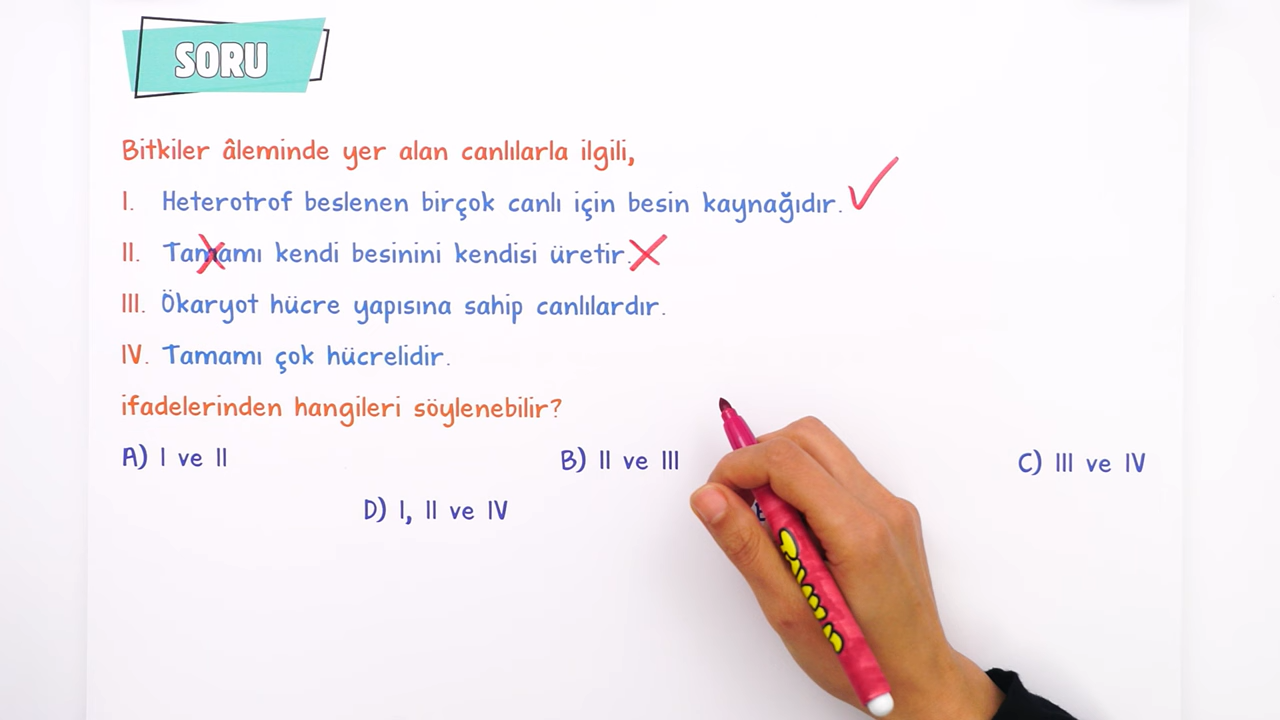 SORU
Bitkiler âleminde yer alan canlılarla ilgili,
I. Heterotrof beslenen birçok canlı için besin kaynağıdır.
II. Tamamı kendi besinini kendisi üretir.
III. Ökaryot hücre yapısına sahip canlılardır.
IV. Tamamı çok hücrelidir.
ifadelerinden hangileri söylenebilir?
A) I ve II B) II ve III C) III ve IV
D) I, II ve IV